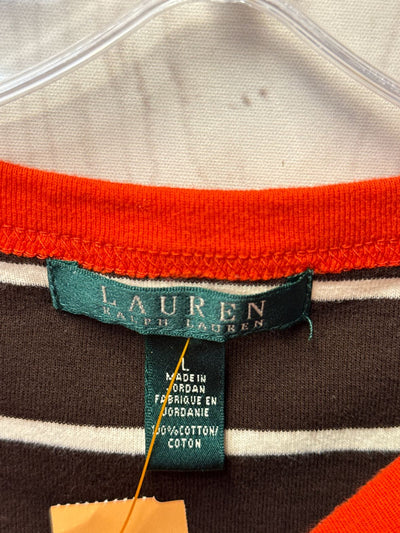 LAUREN
RALPH LAUREN
L
MADE IN
JORDAN
FABRIQUE EN
JORDANIE
100% COTTON/
COTON